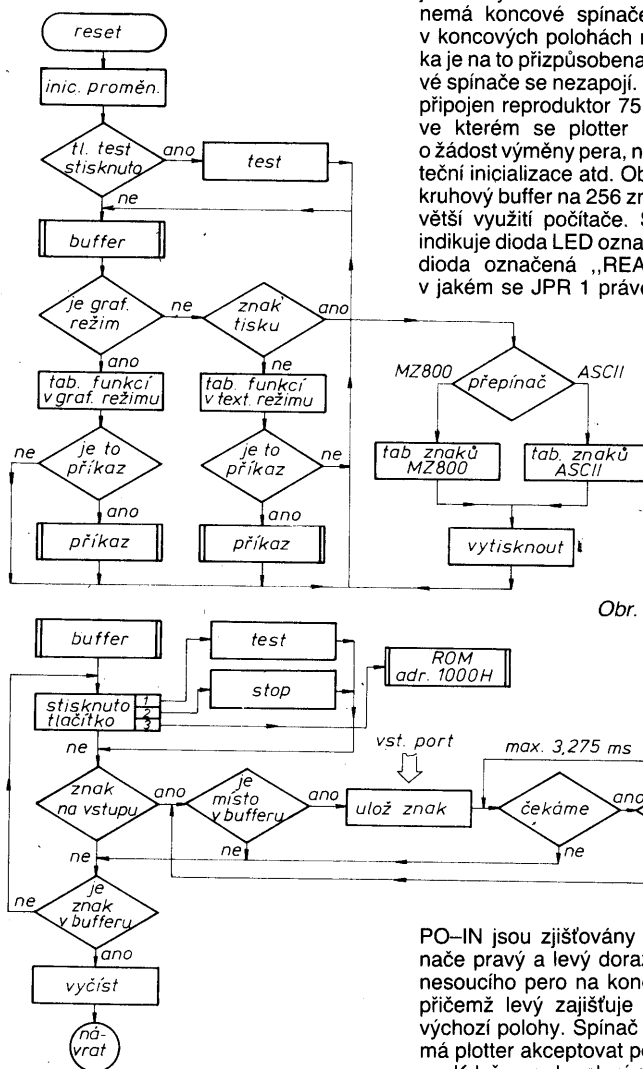 reset
inic. proměn.
tl. test
stisknuto
ano
test
ne
buffer
je graf.
režim
ne
znak
tisku
ano
ano
ne
tab. funkcí
v graf. režimu
tab. funkcí
v text. režimu
MZ800
přepínač
ASCII
ne
je to
příkaz
je to
příkaz
ne
tab. znaků
MZ800
tab. znaků
ASCII
ano
ano
příkaz
příkaz
vytisknout
nemá koncové spínače
v koncových polohách
ka je na to přizpůsobena
vé spínače se nezapojí.
připojen reproduktor 75
ve kterém se plotter
o žádost výměny pera,
teční inicializace atd.
kruhový buffer na 256
větší využití počítače.
indikuje dioda LED
dioda označená „REA
v jakém se JPR 1 právě
Obr.
buffer
test
stop
ROM
adr. 1000H
stisknuto
tlačítko
1
2
3
ne
vst. port
max. 3,275 ms
znak
na vstupu
ano
je
místo
v bufferu
ano
ulož znak
čekáme
ano
ne
ne
ne
ne
je
znak
v bufferu
ano
vyčíst
ná-
vrat
PO–IN jsou zjišťovány
nače pravý a levý doraz
nesoucího pero na
přičemž levý zajišťuje
výchozí polohy. Spínač
má plotter akceptovat